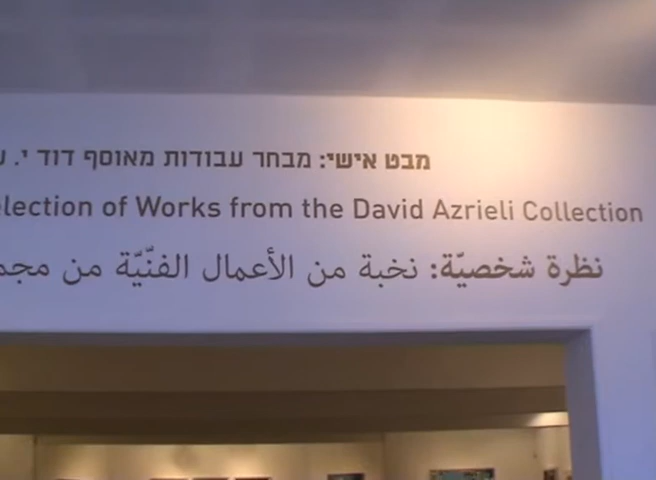 מבט אישי: מבחר עבודות מאוסף דוד י.
election of Works from the David Azrieli Collection
نظرة شخصيّة: نخبة من الأعمال الفنّيّة من